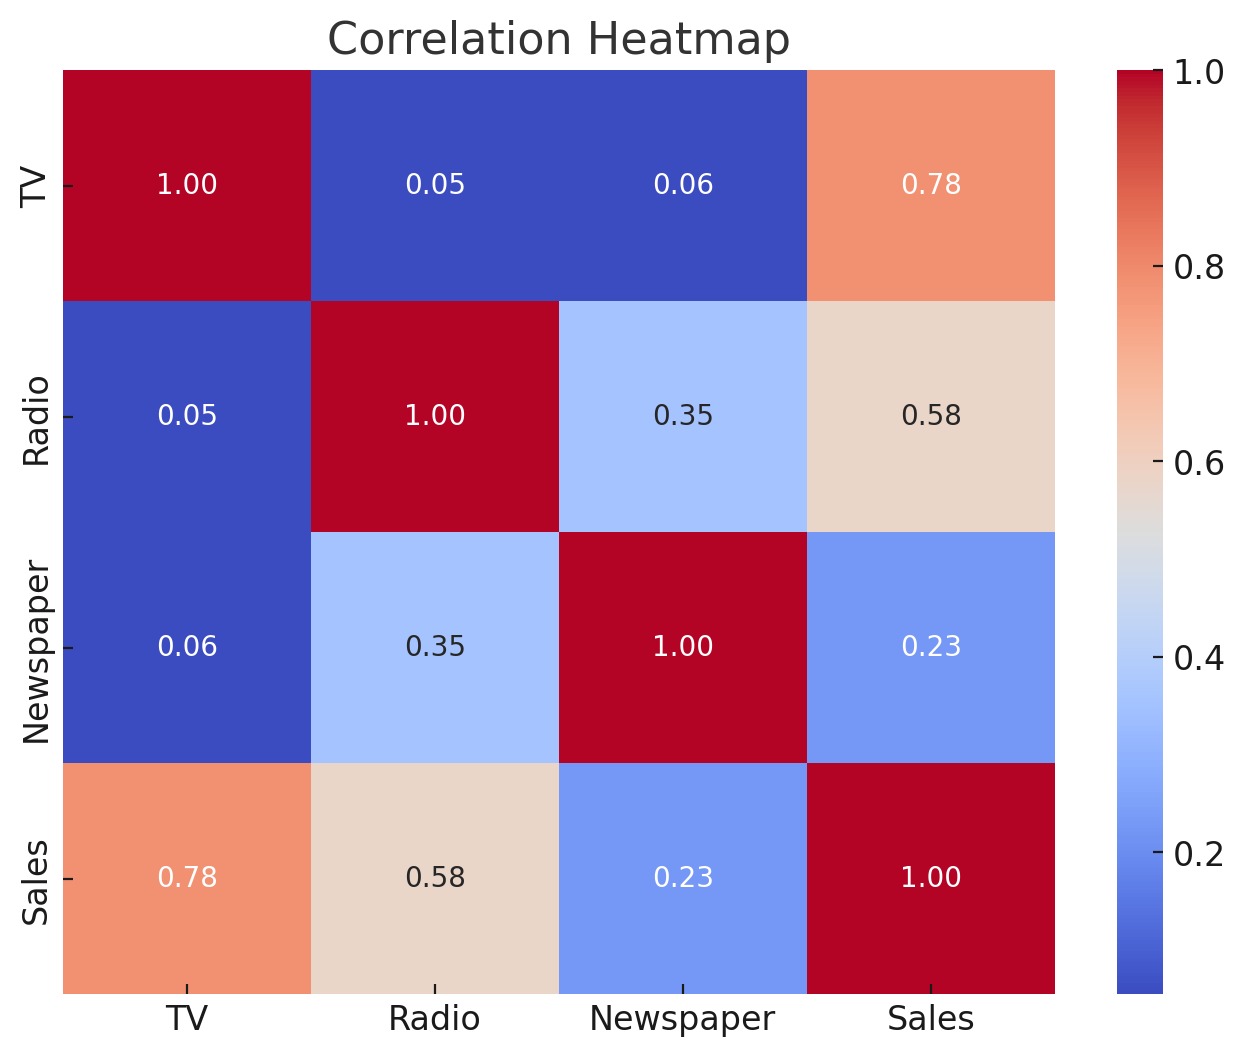 Correlation Heatmap
TV 1.00 0.05 0.06 0.78
Radio 0.05 1.00 0.35 0.58
Newspaper 0.06 0.35 1.00 0.23
Sales 0.78 0.58 0.23 1.00
TV Radio Newspaper Sales
1.0
0.8
0.6
0.4
0.2